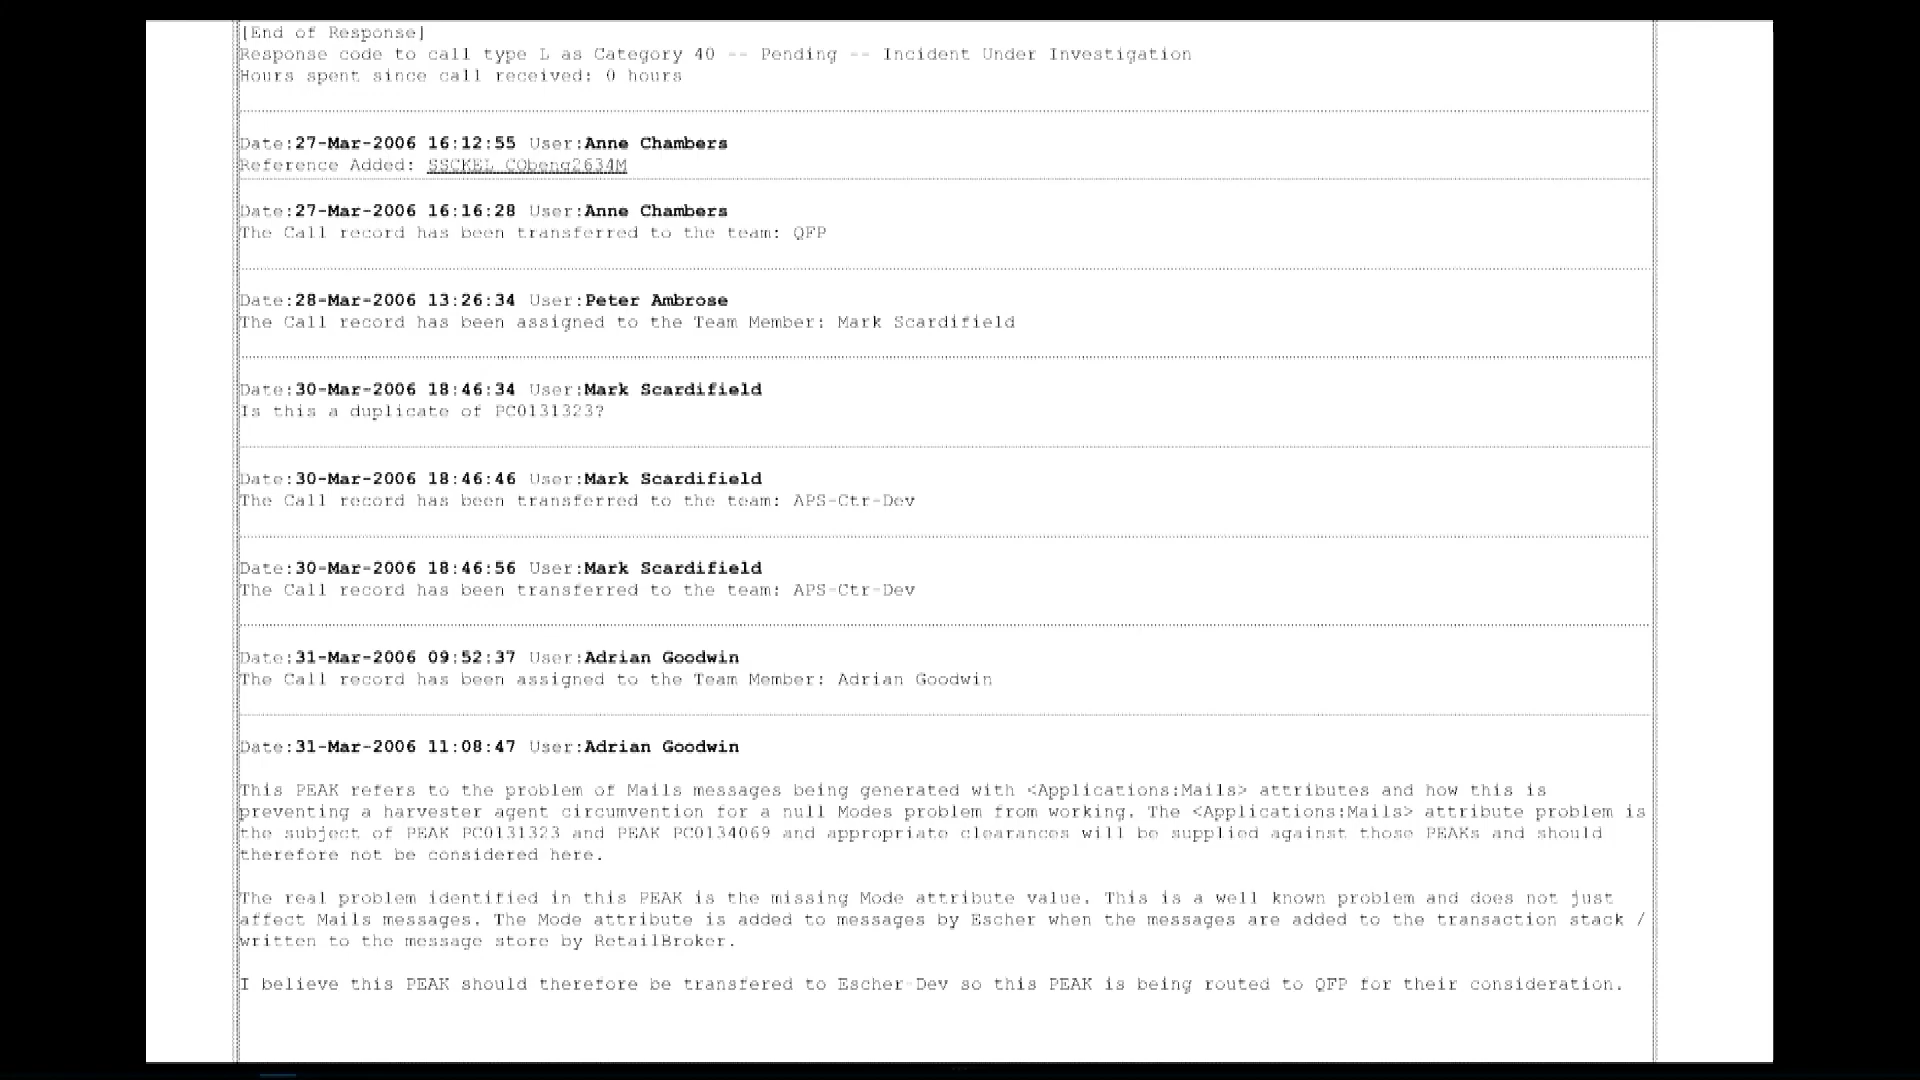 [End of Response]
Response code to call type L as Category 40 -- Pending -- Incident Under Investigation
Hours spent since call received: 0 hours
Date:27-Mar-2006 16:12:55 User:Anne Chambers
Reference Added: SSCKEL CObeng2634M
Date:27-Mar-2006 16:16:28 User:Anne Chambers
The Call record has been transferred to the team: QFP
Date:28-Mar-2006 13:26:34 User:Peter Ambrose
The Call record has been assigned to the Team Member: Mark Scardifield
Date:30-Mar-2006 18:46:34 User:Mark Scardifield
Is this a duplicate of PC0131323?
Date:30-Mar-2006 18:46:46 User:Mark Scardifield
The Call record has been transferred to the team: APS-Ctr-Dev
Date:30-Mar-2006 18:46:56 User:Mark Scardifield
The Call record has been transferred to the team: APS-Ctr-Dev
Date:31-Mar-2006 09:52:37 User:Adrian Goodwin
The Call record has been assigned to the Team Member: Adrian Goodwin
Date:31-Mar-2006 11:08:47 User:Adrian Goodwin
This PEAK refers to the problem of Mails messages being generated with <Applications:Mails> attributes and how this is
preventing a harvester agent circumvention for a null Modes problem from working. The <Applications:Mails> attribute problem is
the subject of PEAK PC0131323 and PEAK PC0134069 and appropriate clearances will be supplied against those PEAKs and should
therefore not be considered here.
The real problem identified in this PEAK is the missing Mode attribute value. This is a well known problem and does not just
affect Mails messages. The Mode attribute is added to messages by Escher when the messages are added to the transaction stack /
written to the message store by RetailBroker.
I believe this PEAK should therefore be transfered to Escher-Dev so this PEAK is being routed to QFP for their consideration.